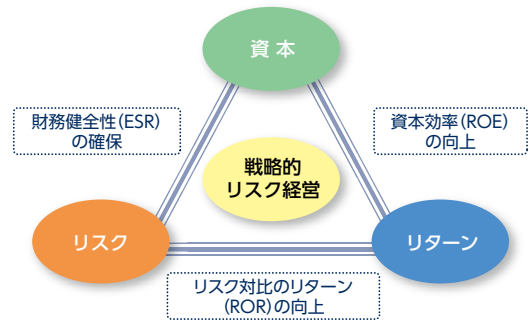 資 本
財務健全性(ESR)
の確保
資本効率(ROE)
の向上
戦略的
リスク経営
リスク
リターン
リスク対比のリターン
(ROR)の向上